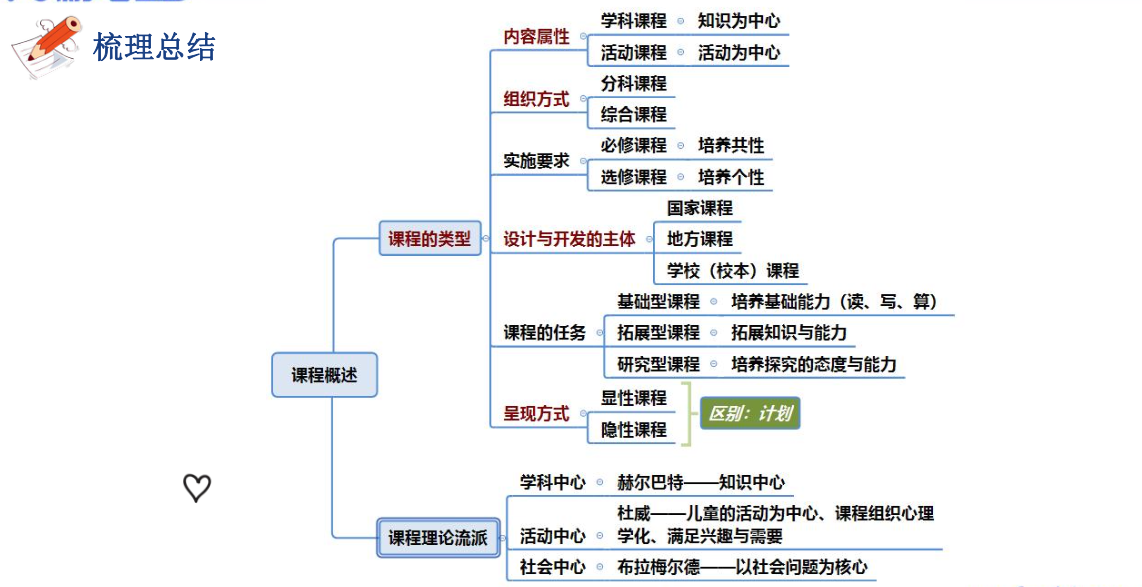 梳理总结
课程概述
课程的类型
内容属性
学科课程
知识为中心
活动课程
活动为中心
组织方式
分科课程
综合课程
实施要求
必修课程
培养共性
选修课程
培养个性
设计与开发的主体
国家课程
地方课程
学校（校本）课程
课程的任务
基础型课程
培养基础能力（读、写、算）
拓展型课程
拓展知识与能力
研究型课程
培养探究的态度与能力
呈现方式
显性课程
隐性课程
区别：计划
课程理论流派
学科中心
赫尔巴特——知识中心
活动中心
杜威——儿童的活动为中心、课程组织心理
学化、满足兴趣与需要
社会中心
布拉梅尔德——以社会问题为核心